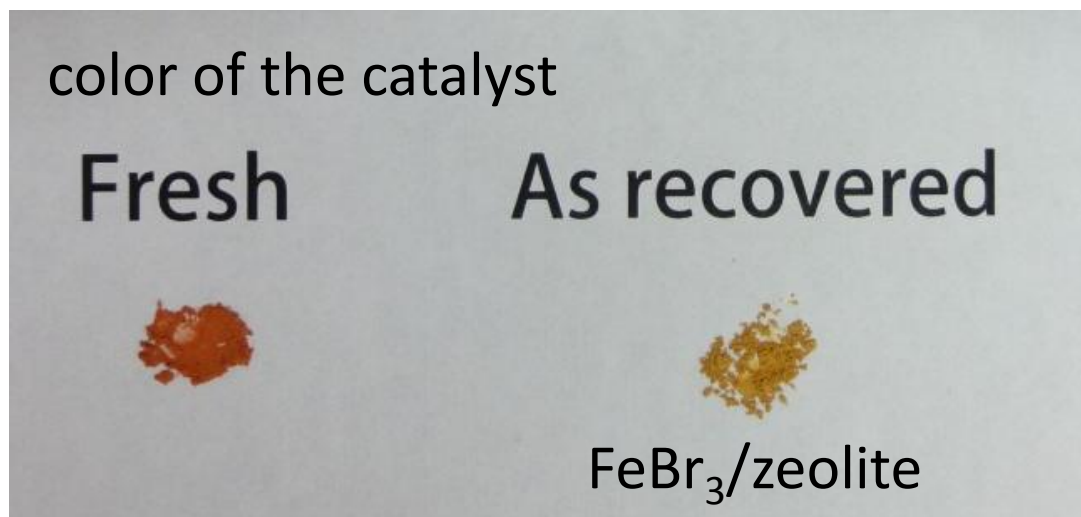 color of the catalyst
Fresh
As recovered
FeBr₃/zeolite